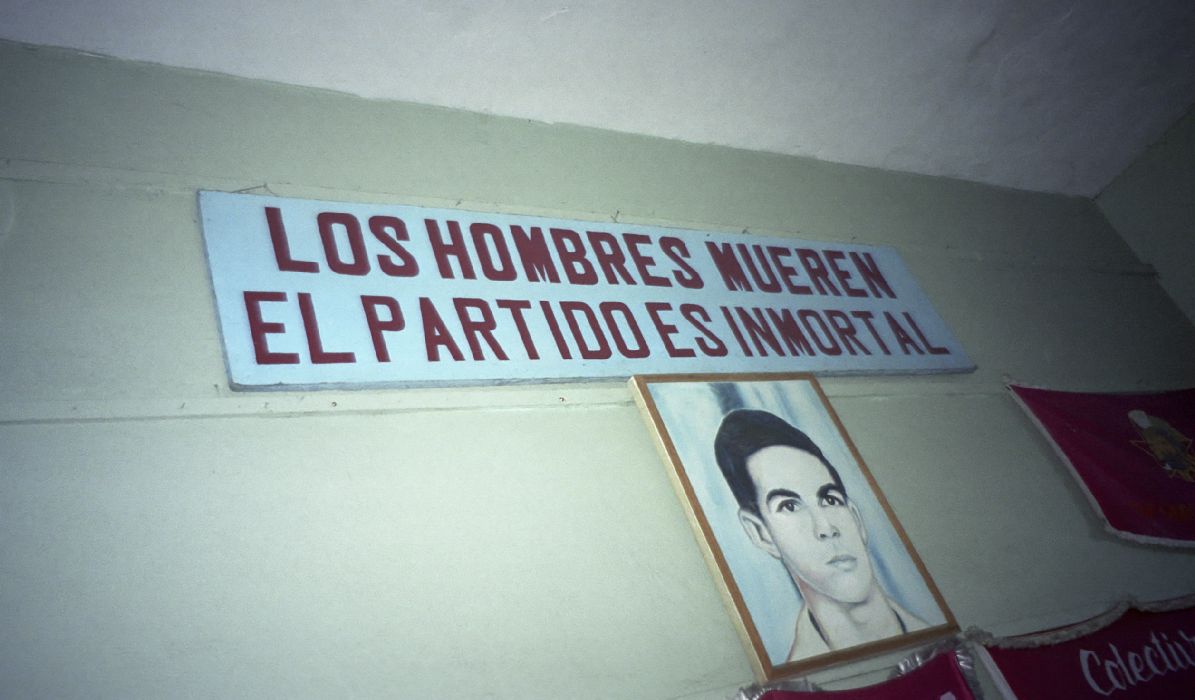 LOS HOMBRES MUEREN
EL PARTIDO ES INMORTAL